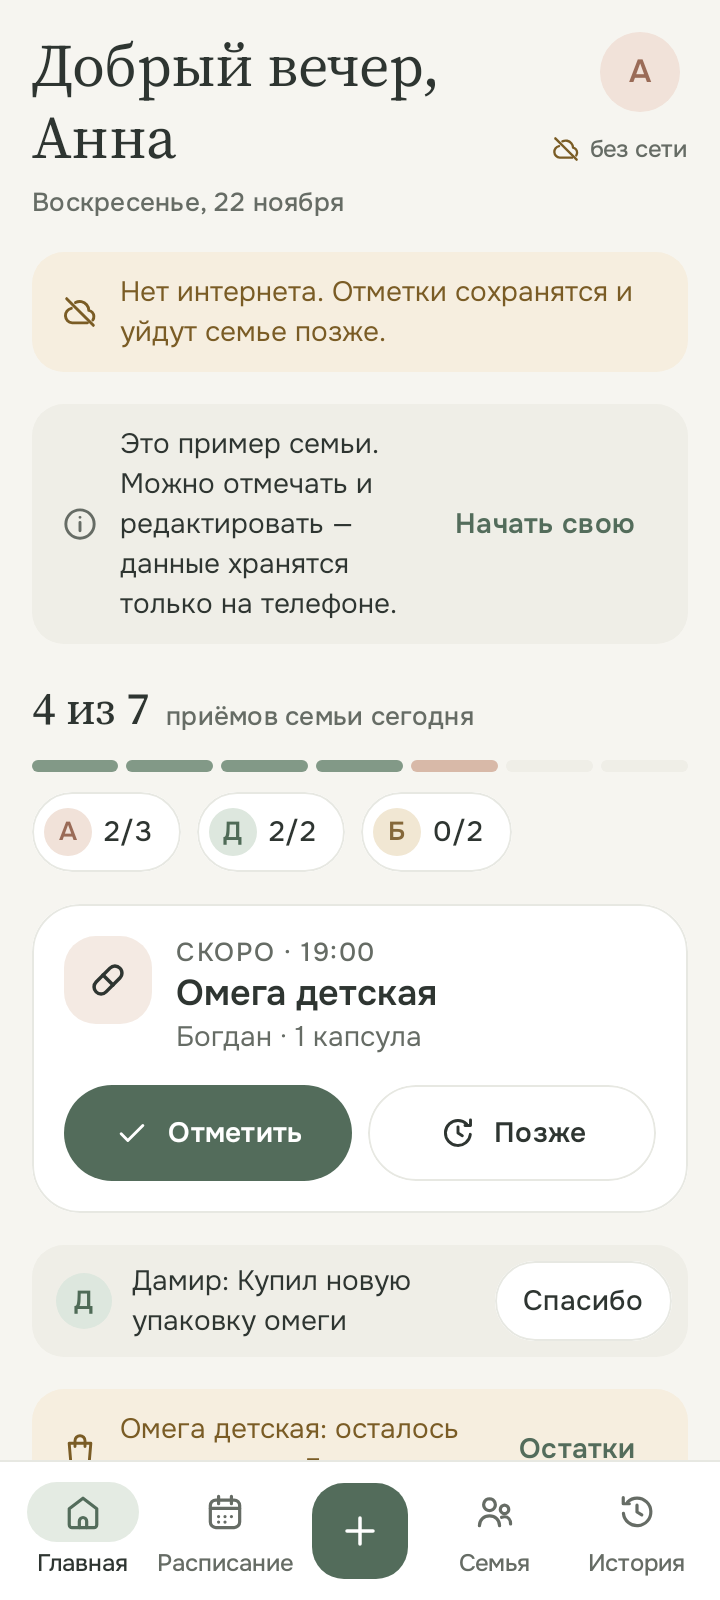 Добрый вечер,
Анна
А
без сети
Воскресенье, 22 ноября
Нет интернета. Отметки сохранятся и
уйдут семье позже.
Это пример семьи.
Можно отмечать и
редактировать —
данные хранятся
только на телефоне.
Начать свою
4 из 7 приёмов семьи сегодня
А 2/3 Д 2/2 Б 0/2
СКОРО · 19:00
Омега детская
Богдан · 1 капсула
Отметить Позже
Д
Дамир: Купил новую
упаковку омеги
Спасибо
Омега детская: осталось
Остатки
Главная Расписание Семья История